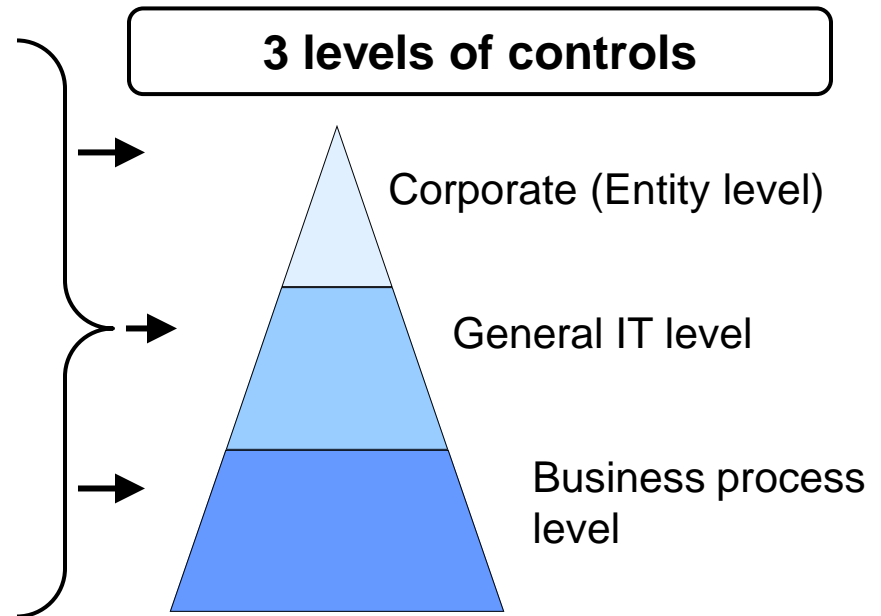 3 levels of controls
Corporate (Entity level)
General IT level
Business process
level